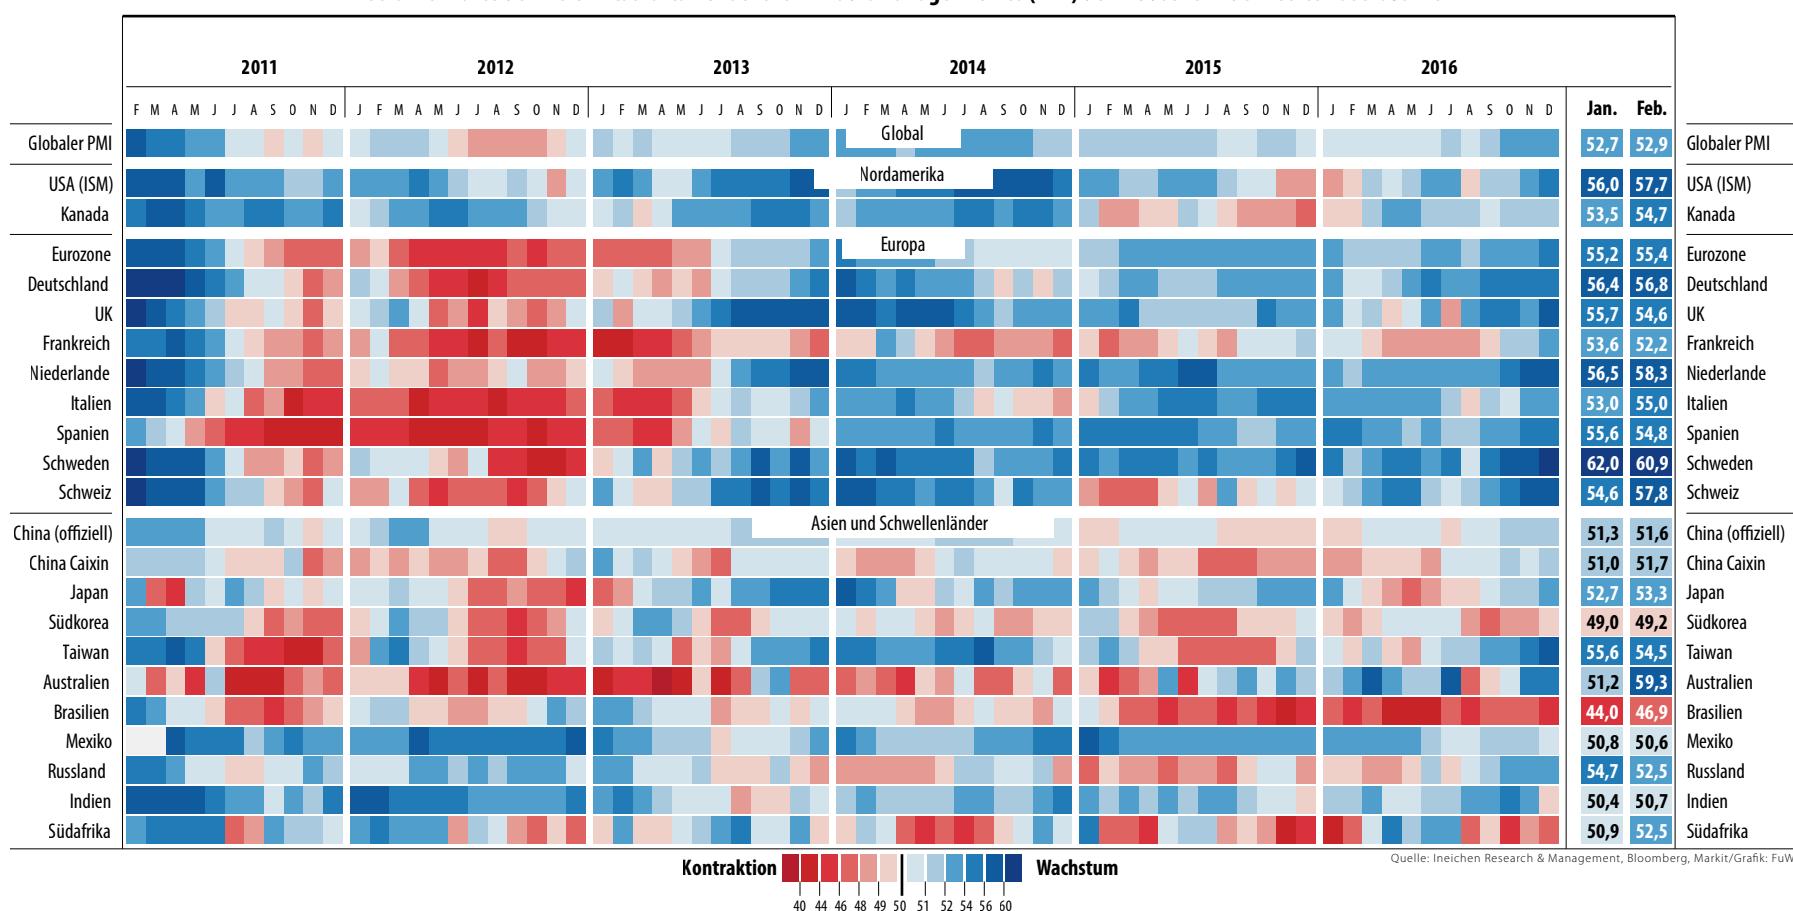 2011 2012 2013 2014 2015 2016
F M A M J J A S O N D J F M A M J J A S O N D J F M A M J J A S O N D J F M A M J J A S O N D J F M A M J J A S O N D J F M A M J J A S O N D Jan. Feb.
Global
Globaler PMI 52,7 52,9 Globaler PMI
Nordamerika
USA (ISM) 56,0 57,7 USA (ISM)
Kanada 53,5 54,7 Kanada
Europa
Eurozone 55,2 55,4 Eurozone
Deutschland 56,4 56,8 Deutschland
UK 55,7 54,6 UK
Frankreich 53,6 52,2 Frankreich
Niederlande 56,5 58,3 Niederlande
Italien 53,0 55,0 Italien
Spanien 55,6 54,8 Spanien
Schweden 62,0 60,9 Schweden
Schweiz 54,6 57,8 Schweiz
Asien und Schwellenländer
China (offiziell) 51,3 51,6 China (offiziell)
China Caixin 51,0 51,7 China Caixin
Japan 52,7 53,3 Japan
Südkorea 49,0 49,2 Südkorea
Taiwan 55,6 54,5 Taiwan
Australien 51,2 59,3 Australien
Brasilien 44,0 46,9 Brasilien
Mexiko 50,8 50,6 Mexiko
Russland 54,7 52,5 Russland
Indien 50,4 50,7 Indien
Südafrika 50,9 52,5 Südafrika
Quelle: Ineichen Research & Management, Bloomberg, Markit/Grafik: FuW
Kontraktion Wachstum
40 44 46 48 49 50 51 52 54 56 60